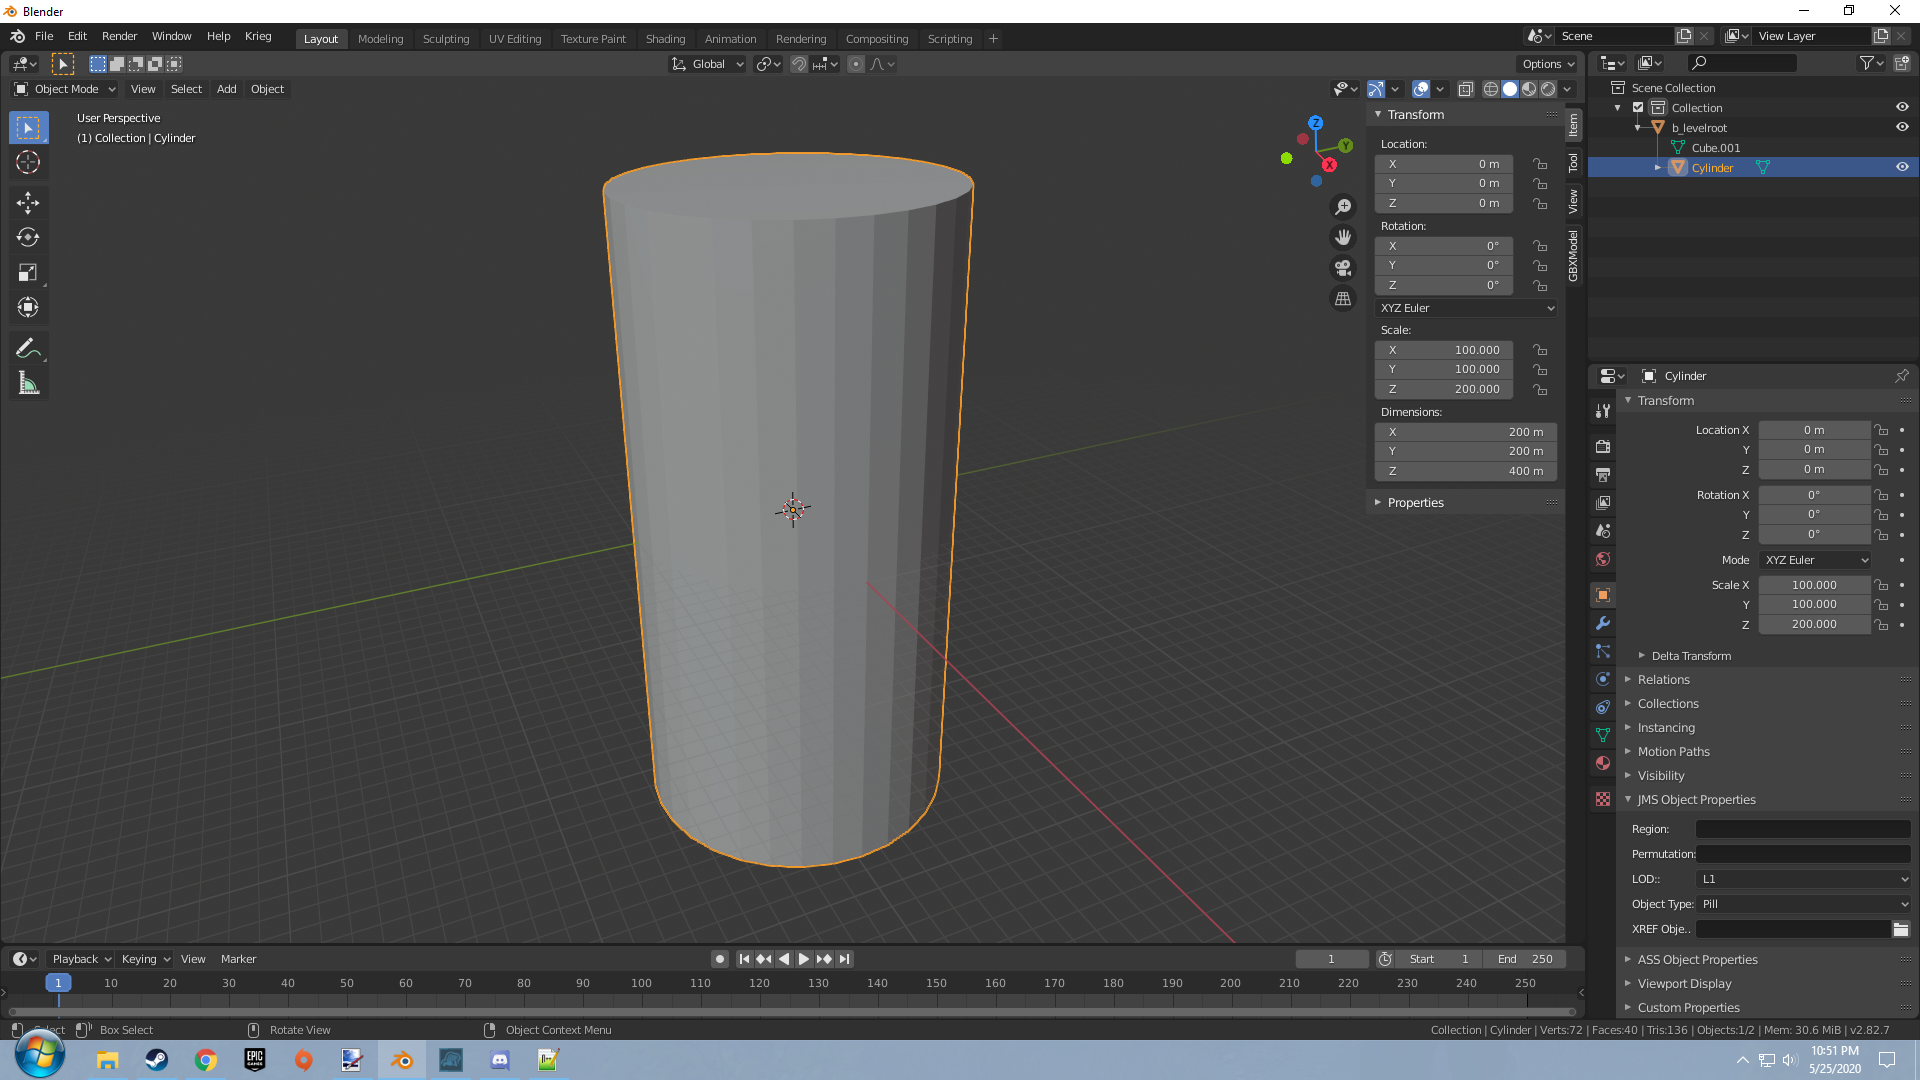 Blender
File Edit Render Window Help Krieg
Layout Modeling Sculpting UV Editing Texture Paint Shading Animation Rendering Compositing Scripting +
Scene
View Layer
Global
Options
Object Mode View Select Add Object
User Perspective
(1) Collection | Cylinder
Z
Y
X
Transform
Location:
X 0 m
Y 0 m
Z 0 m
Rotation:
X 0°
Y 0°
Z 0°
XYZ Euler
Scale:
X 100.000
Y 100.000
Z 200.000
Dimensions:
X 200 m
Y 200 m
Z 400 m
Properties
Item
Tool
View
GBXModel
Scene Collection
Collection
b_levelroot
Cube.001
Cylinder
Cylinder
Transform
Location X 0 m
Y 0 m
Z 0 m
Rotation X 0°
Y 0°
Z 0°
Mode XYZ Euler
Scale X 100.000
Y 100.000
Z 200.000
Delta Transform
Relations
Collections
Instancing
Motion Paths
Visibility
JMS Object Properties
Region:
Permutation:
LOD:: L1
Object Type: Pill
XREF Obje..
ASS Object Properties
Viewport Display
Custom Properties
Playback Keying View Marker
1 Start 1 End 250
1 10 20 30 40 50 60 70 80 90 100 110 120 130 140 150 160 170 180 190 200 210 220 230 240 250
Select Box Select Rotate View Object Context Menu
Collection | Cylinder | Verts:72 | Faces:40 | Tris:136 | Objects:1/2 | Mem: 30.6 MiB | v2.82.7
EPIC
GAMES
10:51 PM
5/25/2020